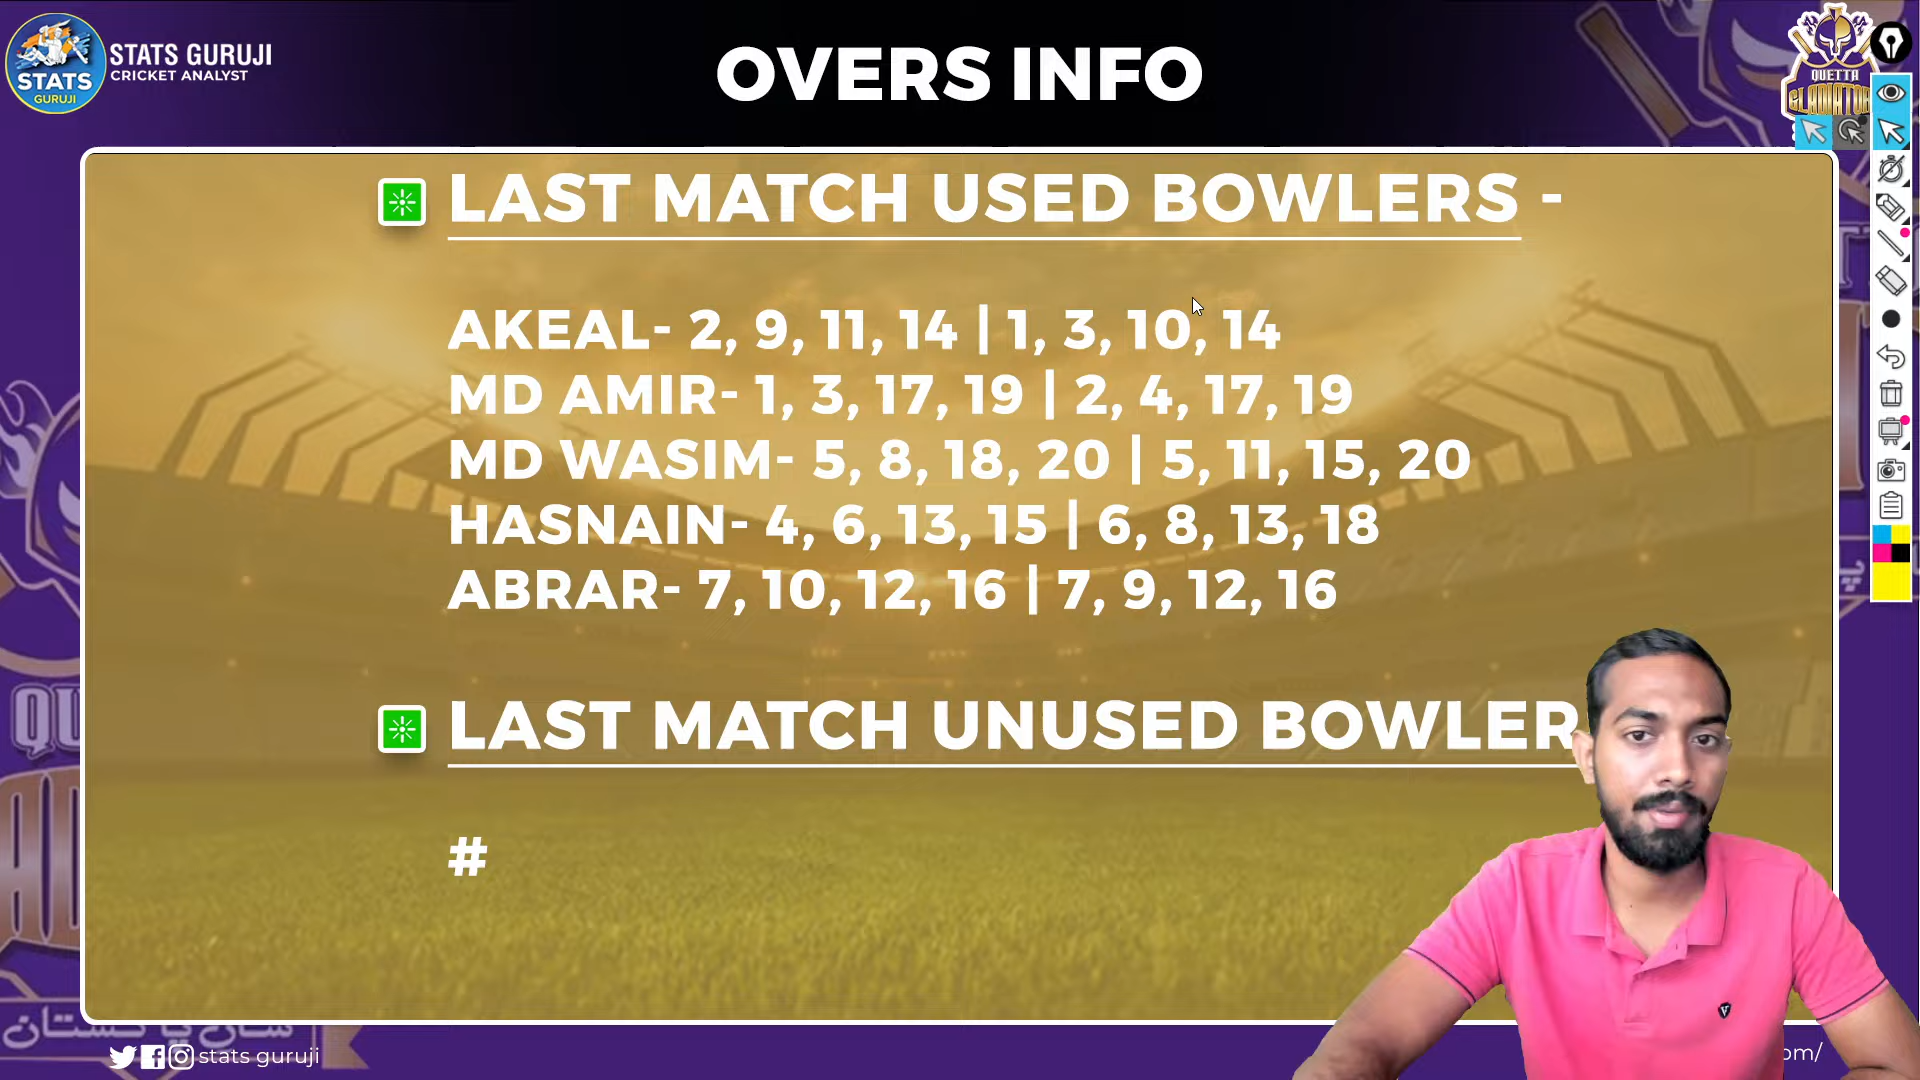 STATS GURUJI
CRICKET ANALYST
STATS
GURUJI
OVERS INFO
QUETTA
LAST MATCH USED BOWLERS -
AKEAL- 2, 9, 11, 14 | 1, 3, 10, 14
MD AMIR- 1, 3, 17, 19 | 2, 4, 17, 19
MD WASIM- 5, 8, 18, 20 | 5, 11, 15, 20
HASNAIN- 4, 6, 13, 15 | 6, 8, 13, 18
ABRAR- 7, 10, 12, 16 | 7, 9, 12, 16
LAST MATCH UNUSED BOWLER
#
stats guruji
om/